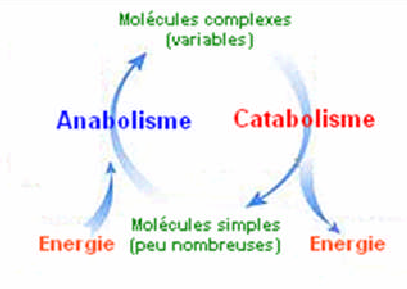 Molécules complexes
(variables)
Anabolisme
Catabolisme
Molécules simples
Energie (peu nombreuses) Energie